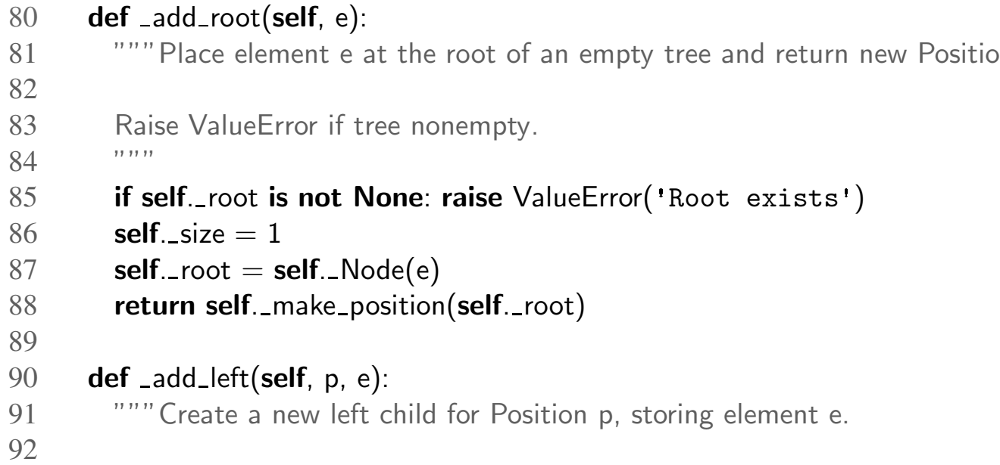 80 def _add_root(self, e):
81 """Place element e at the root of an empty tree and return new Positio
82
83 Raise ValueError if tree nonempty.
84 """
85 if self._root is not None: raise ValueError('Root exists')
86 self._size = 1
87 self._root = self._Node(e)
88 return self._make_position(self._root)
89
90 def _add_left(self, p, e):
91 """Create a new left child for Position p, storing element e.
92